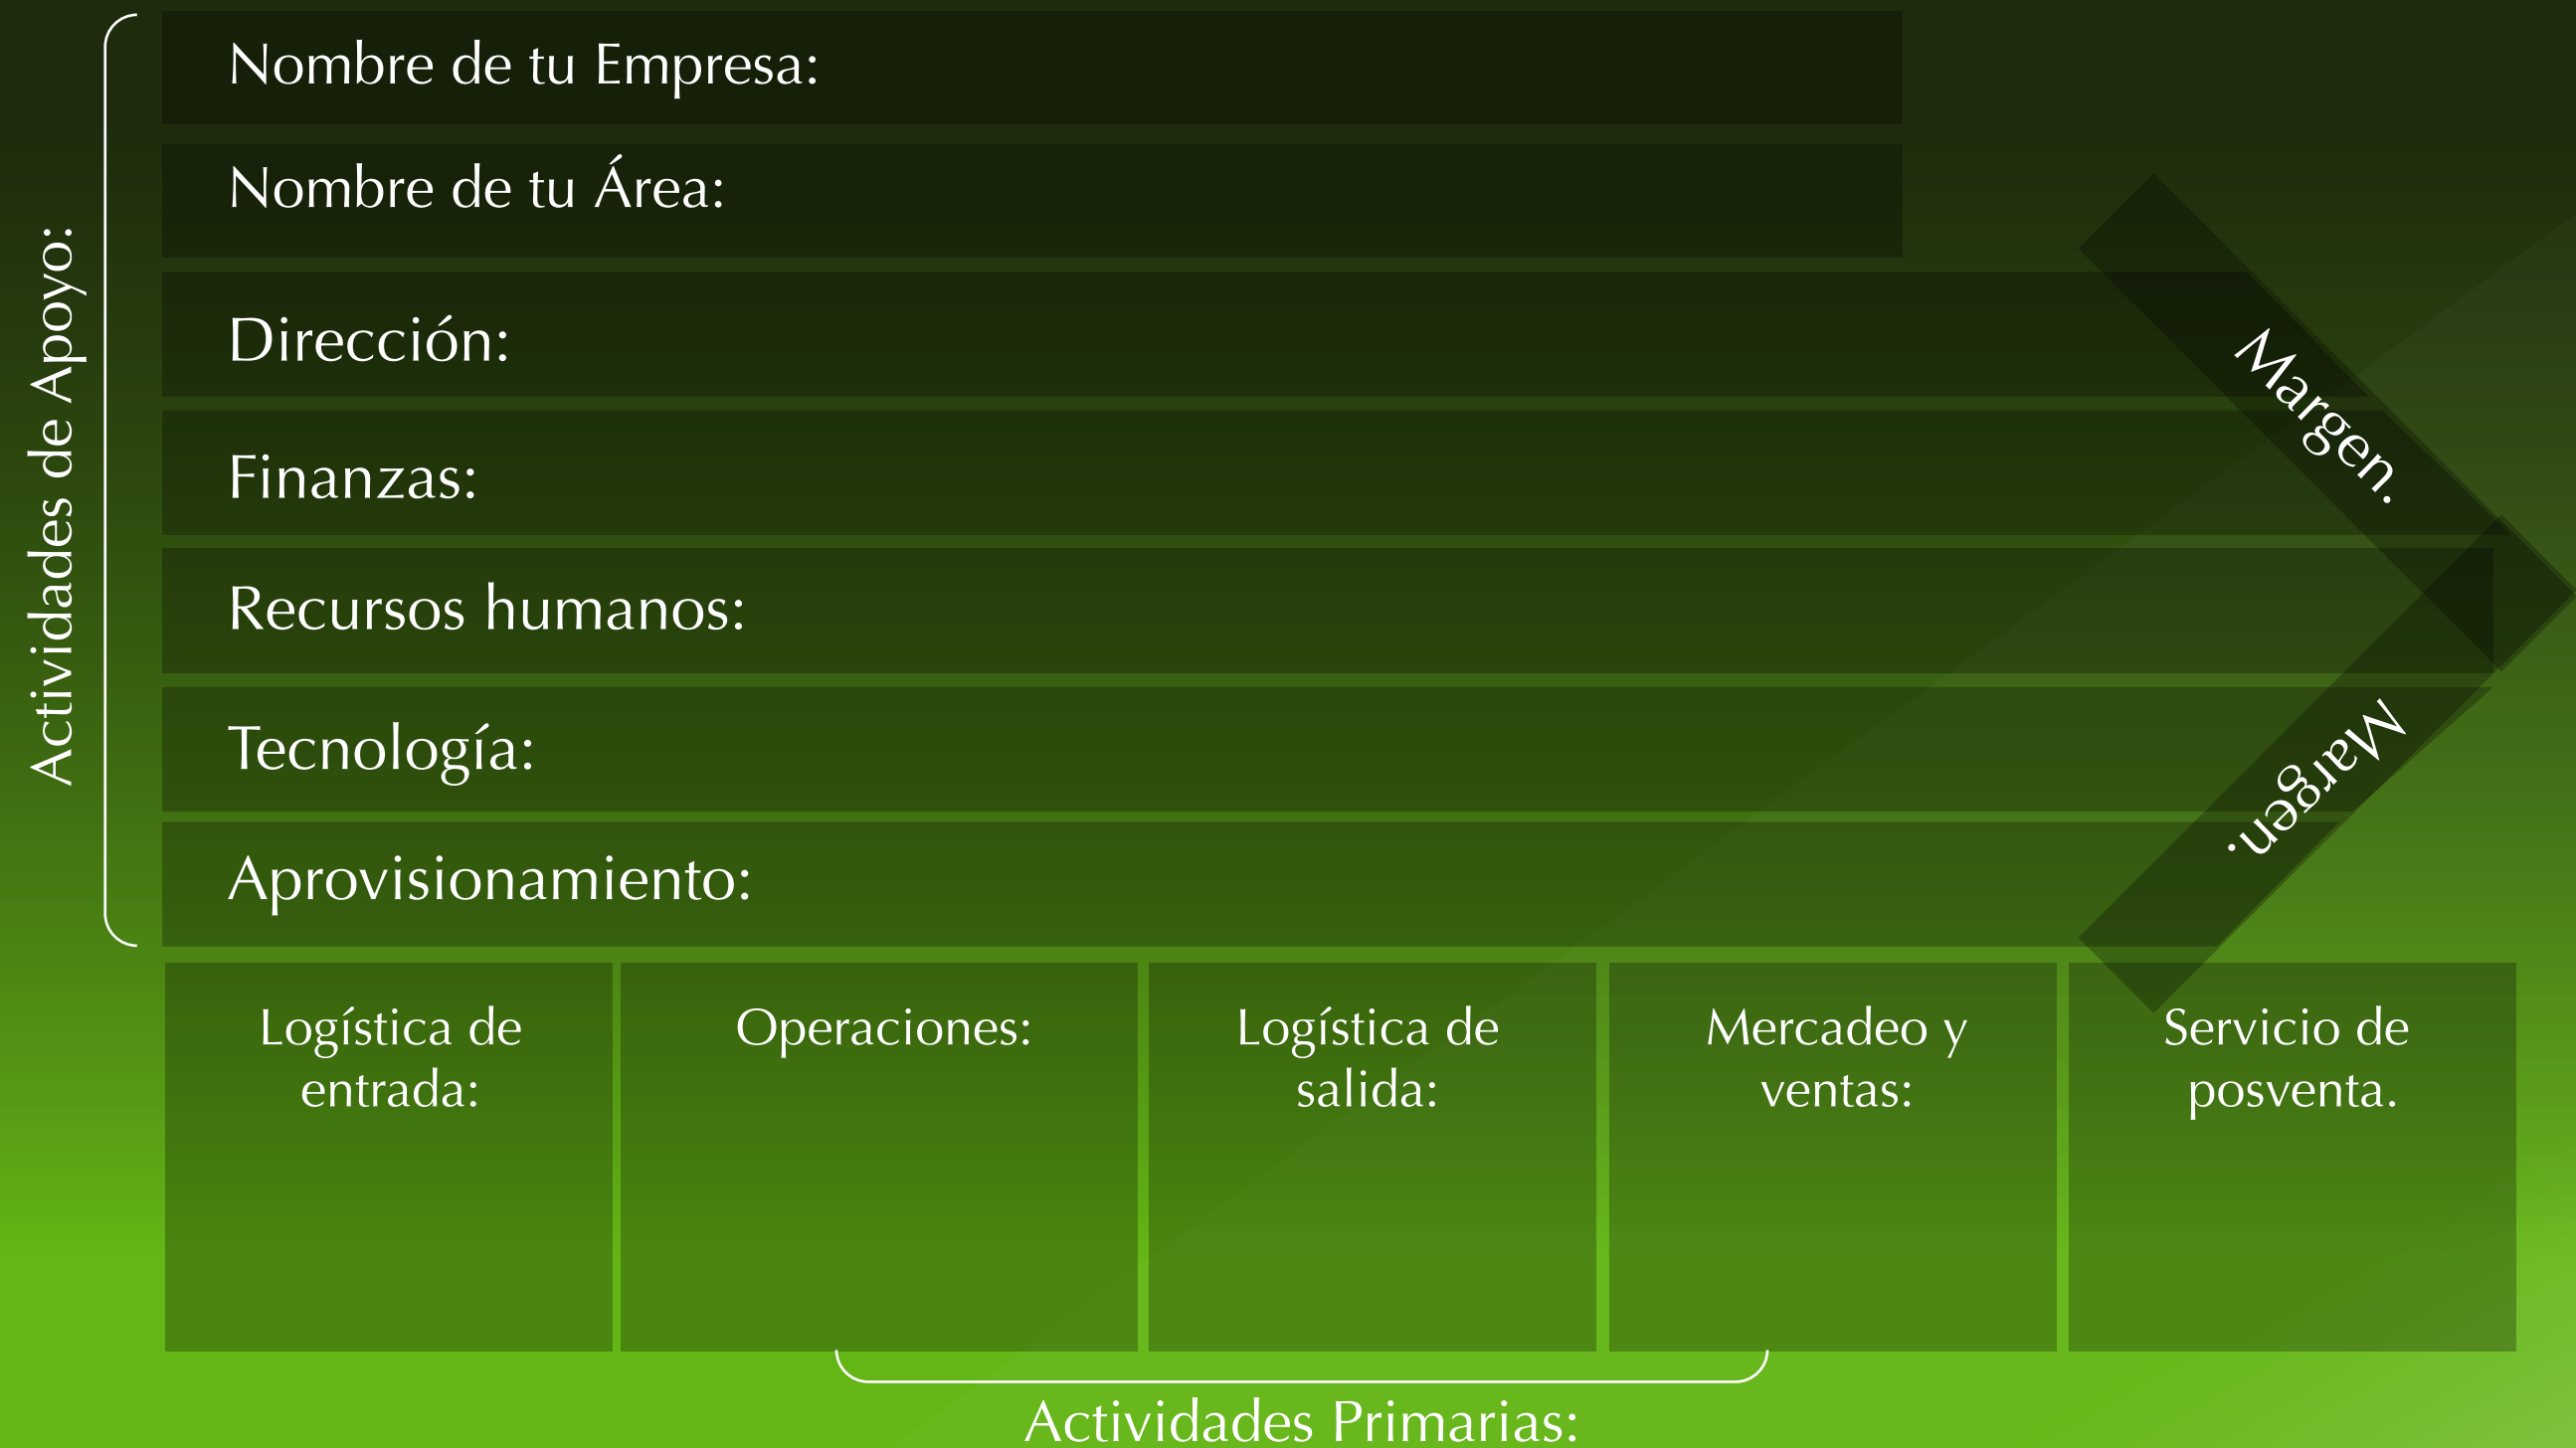 Actividades de Apoyo:
Nombre de tu Empresa:
Nombre de tu Área:
Dirección:
Finanzas:
Recursos humanos:
Tecnología:
Aprovisionamiento:
Margen.
Margen.
Logística de
entrada:
Operaciones:
Logística de
salida:
Mercadeo y
ventas:
Servicio de
posventa.
Actividades Primarias: